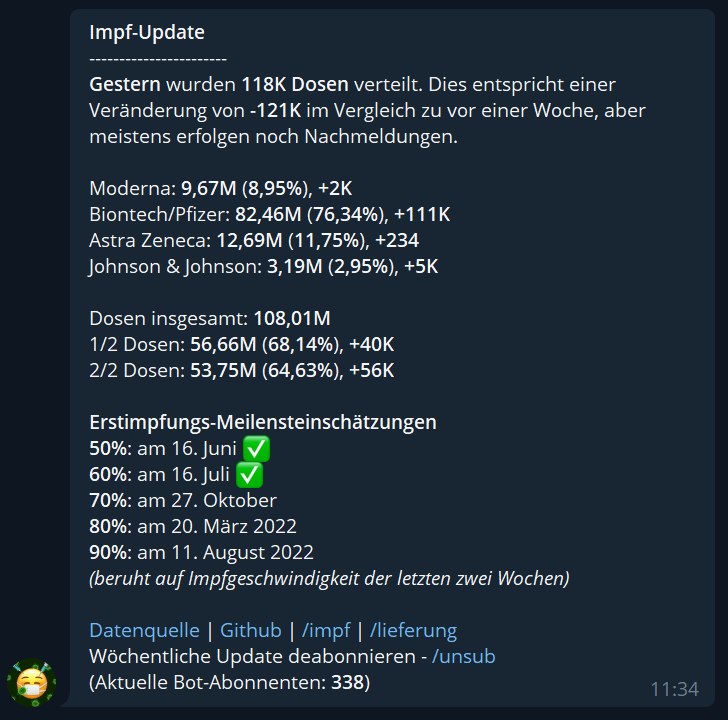 Impf-Update
-----------------------
Gestern wurden 118K Dosen verteilt. Dies entspricht einer
Veränderung von -121K im Vergleich zu vor einer Woche, aber
meistens erfolgen noch Nachmeldungen.
Moderna: 9,67M (8,95%), +2K
Biontech/Pfizer: 82,46M (76,34%), +111K
Astra Zeneca: 12,69M (11,75%), +234
Johnson & Johnson: 3,19M (2,95%), +5K
Dosen insgesamt: 108,01M
1/2 Dosen: 56,66M (68,14%), +40K
2/2 Dosen: 53,75M (64,63%), +56K
Erstimpfungs-Meilensteinschätzungen
50%: am 16. Juni ✅
60%: am 16. Juli ✅
70%: am 27. Oktober
80%: am 20. März 2022
90%: am 11. August 2022
(beruht auf Impfgeschwindigkeit der letzten zwei Wochen)
Datenquelle | Github | /impf | /lieferung
Wöchentliche Update deabonnieren - /unsub
(Aktuelle Bot-Abonnenten: 338)
11:34